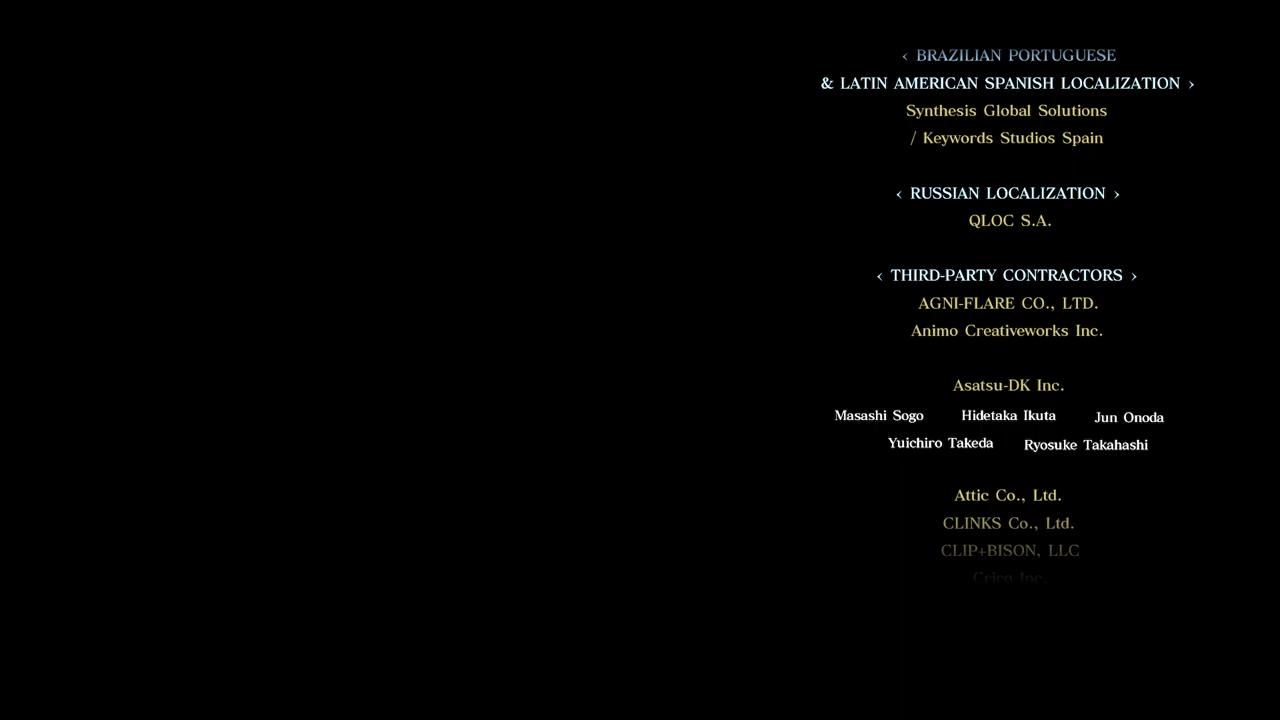 ‹ BRAZILIAN PORTUGUESE
& LATIN AMERICAN SPANISH LOCALIZATION ›
Synthesis Global Solutions
/ Keywords Studios Spain
‹ RUSSIAN LOCALIZATION ›
QLOC S.A.
‹ THIRD-PARTY CONTRACTORS ›
AGNI-FLARE CO., LTD.
Animo Creativeworks Inc.
Asatsu-DK Inc.
Masashi Sogo Hidetaka Ikuta Jun Onoda
Yuichiro Takeda Ryosuke Takahashi
Attic Co., Ltd.
CLINKS Co., Ltd.
CLIP+BISON, LLC
Inc.